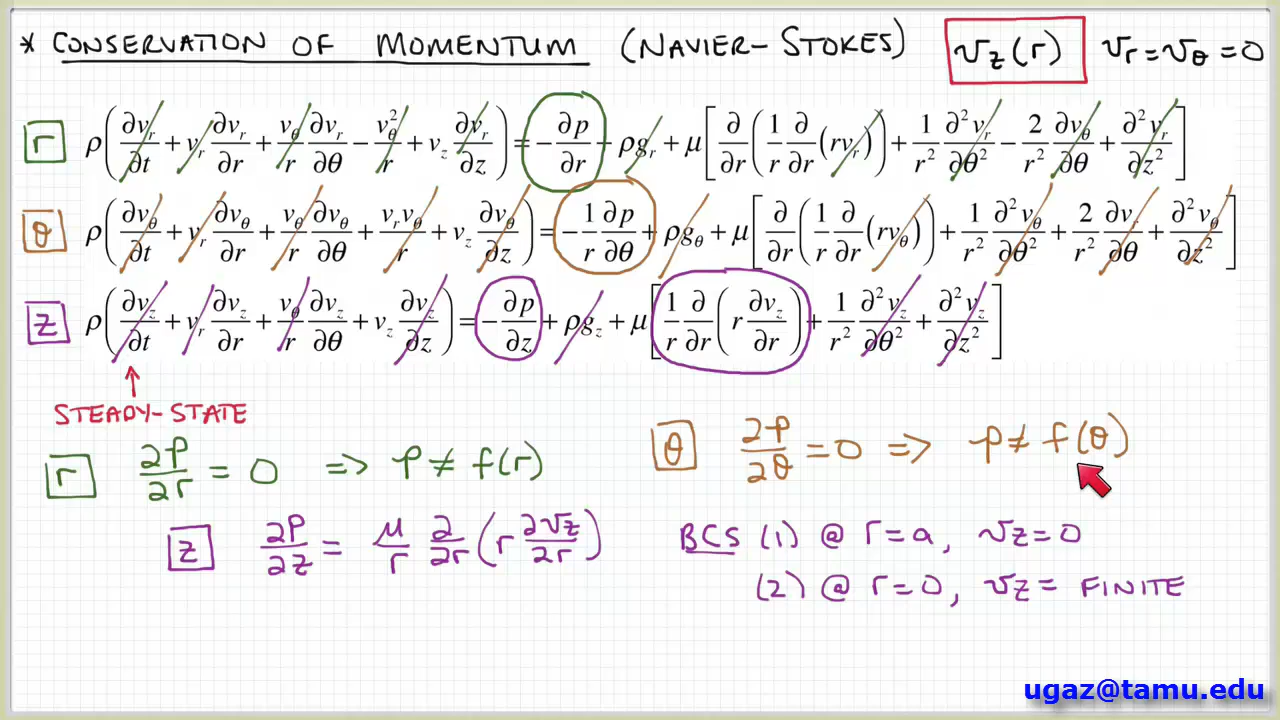 * CONSERVATION OF MOMENTUM (NAVIER-STOKES) v_z(r) v_r = v_θ = 0
r ρ(∂v_r/∂t + v_r ∂v_r/∂r + v_θ/r ∂v_r/∂θ − v_θ²/r + v_z ∂v_r/∂z) = −∂p/∂r + ρg_r + μ[∂/∂r(1/r ∂/∂r(rv_r)) + 1/r² ∂²v_r/∂θ² − 2/r² ∂v_θ/∂θ + ∂²v_r/∂z²]
θ ρ(∂v_θ/∂t + v_r ∂v_θ/∂r + v_θ/r ∂v_θ/∂θ + v_r v_θ/r + v_z ∂v_θ/∂z) = −1/r ∂p/∂θ + ρg_θ + μ[∂/∂r(1/r ∂/∂r(rv_θ)) + 1/r² ∂²v_θ/∂θ² + 2/r² ∂v_r/∂θ + ∂²v_θ/∂z²]
z ρ(∂v_z/∂t + v_r ∂v_z/∂r + v_θ/r ∂v_z/∂θ + v_z ∂v_z/∂z) = −∂p/∂z + ρg_z + μ[1/r ∂/∂r(r ∂v_z/∂r) + 1/r² ∂²v_z/∂θ² + ∂²v_z/∂z²]
STEADY-STATE
r ∂p/∂r = 0 => p ≠ f(r)
θ ∂p/∂θ = 0 => p ≠ f(θ)
z ∂p/∂z = μ/r ∂/∂r(r ∂v_z/∂r)
BCS (1) @ r=a, v_z=0
(2) @ r=0, v_z= FINITE
ugaz@tamu.edu